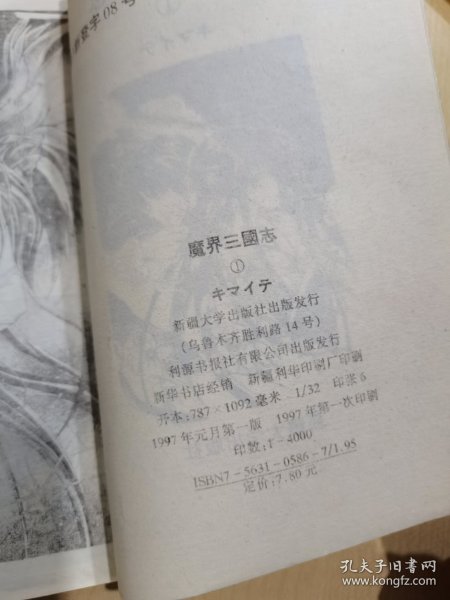 新登字08号
魔界三國志
①
キマイテ
新疆大学出版社出版发行
(乌鲁木齐胜利路14号)
利源书报社有限公司出版发行
新华书店经销 新疆利华印刷厂印刷
开本:787×1092毫米 1/32 印张6
1997年元月第一版 1997年第一次印刷
印数:1-4000
ISBN7-5631-0586-7/1.95
定价:7.80元
孔夫子旧书网
www.kongfz.com